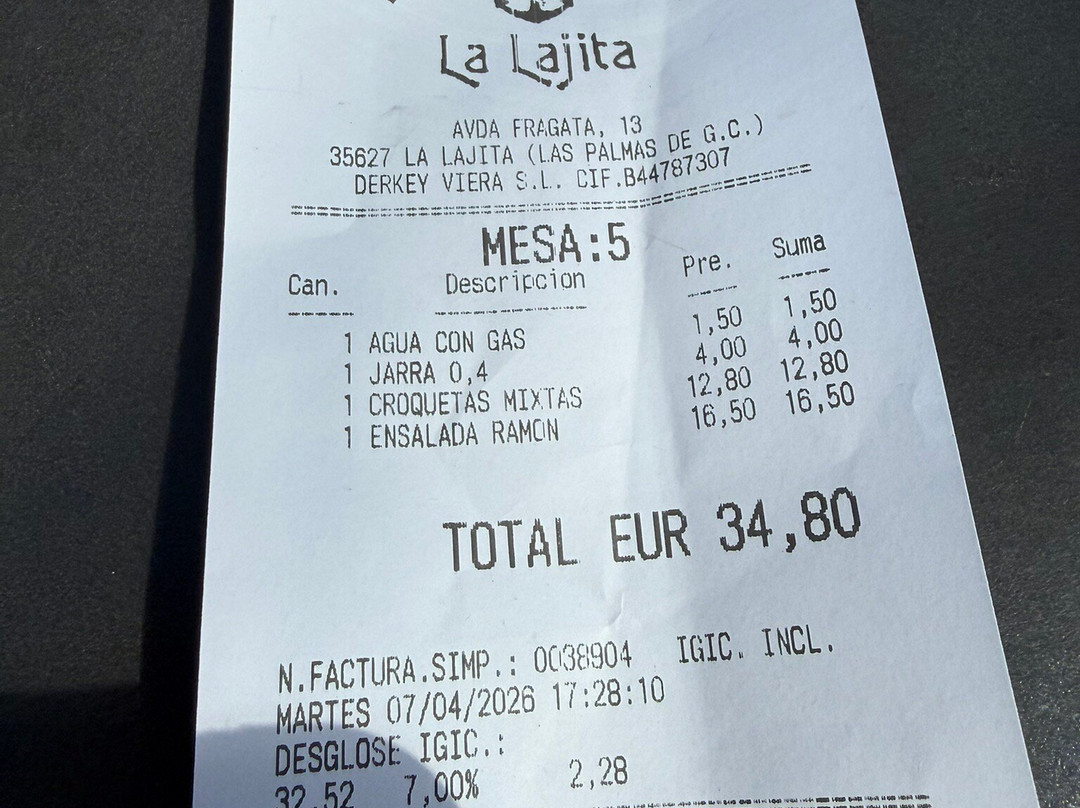 La Lajita
AVDA FRAGATA, 13
35627 LA LAJITA (LAS PALMAS DE G.C.)
DERKEY VIERA S.L. CIF.B44787307
MESA:5
Can. Descripcion Pre. Suma
1 AGUA CON GAS 1,50 1,50
1 JARRA 0,4 4,00 4,00
1 CROQUETAS MIXTAS 12,80 12,80
1 ENSALADA RAMON 16,50 16,50
TOTAL EUR 34,80
N.FACTURA.SIMP.: 0038904 IGIC. INCL.
MARTES 07/04/2026 17:28:10
DESGLOSE IGIC.:
32,52 7,00% 2,28